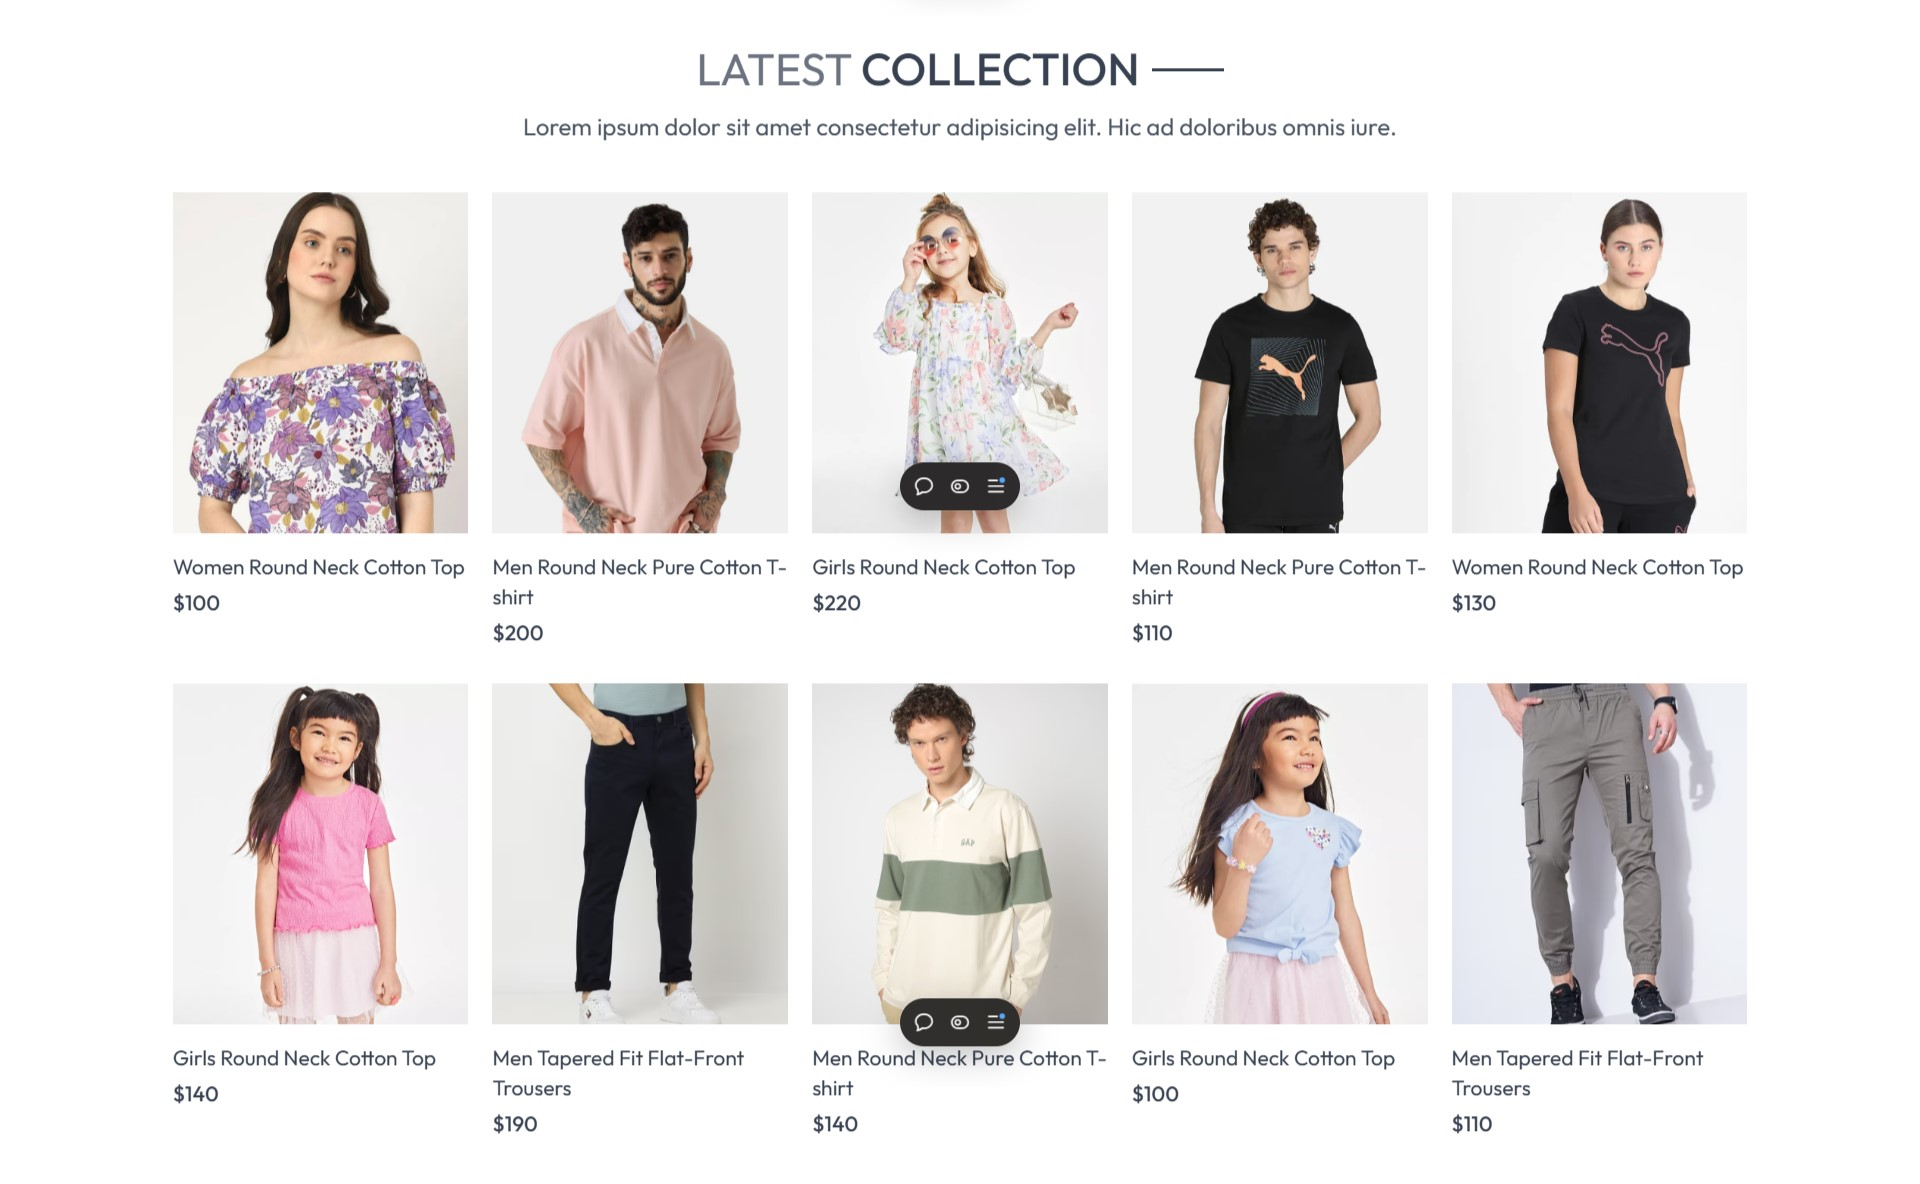 LATEST COLLECTION
Lorem ipsum dolor sit amet consectetur adipisicing elit. Hic ad doloribus omnis iure.
Women Round Neck Cotton Top
$100
Men Round Neck Pure Cotton T-
shirt
$200
Girls Round Neck Cotton Top
$220
Men Round Neck Pure Cotton T-
shirt
$110
Women Round Neck Cotton Top
$130
GAP
Girls Round Neck Cotton Top
$140
Men Tapered Fit Flat-Front
Trousers
$190
Men Round Neck Pure Cotton T-
shirt
$140
Girls Round Neck Cotton Top
$100
Men Tapered Fit Flat-Front
Trousers
$110